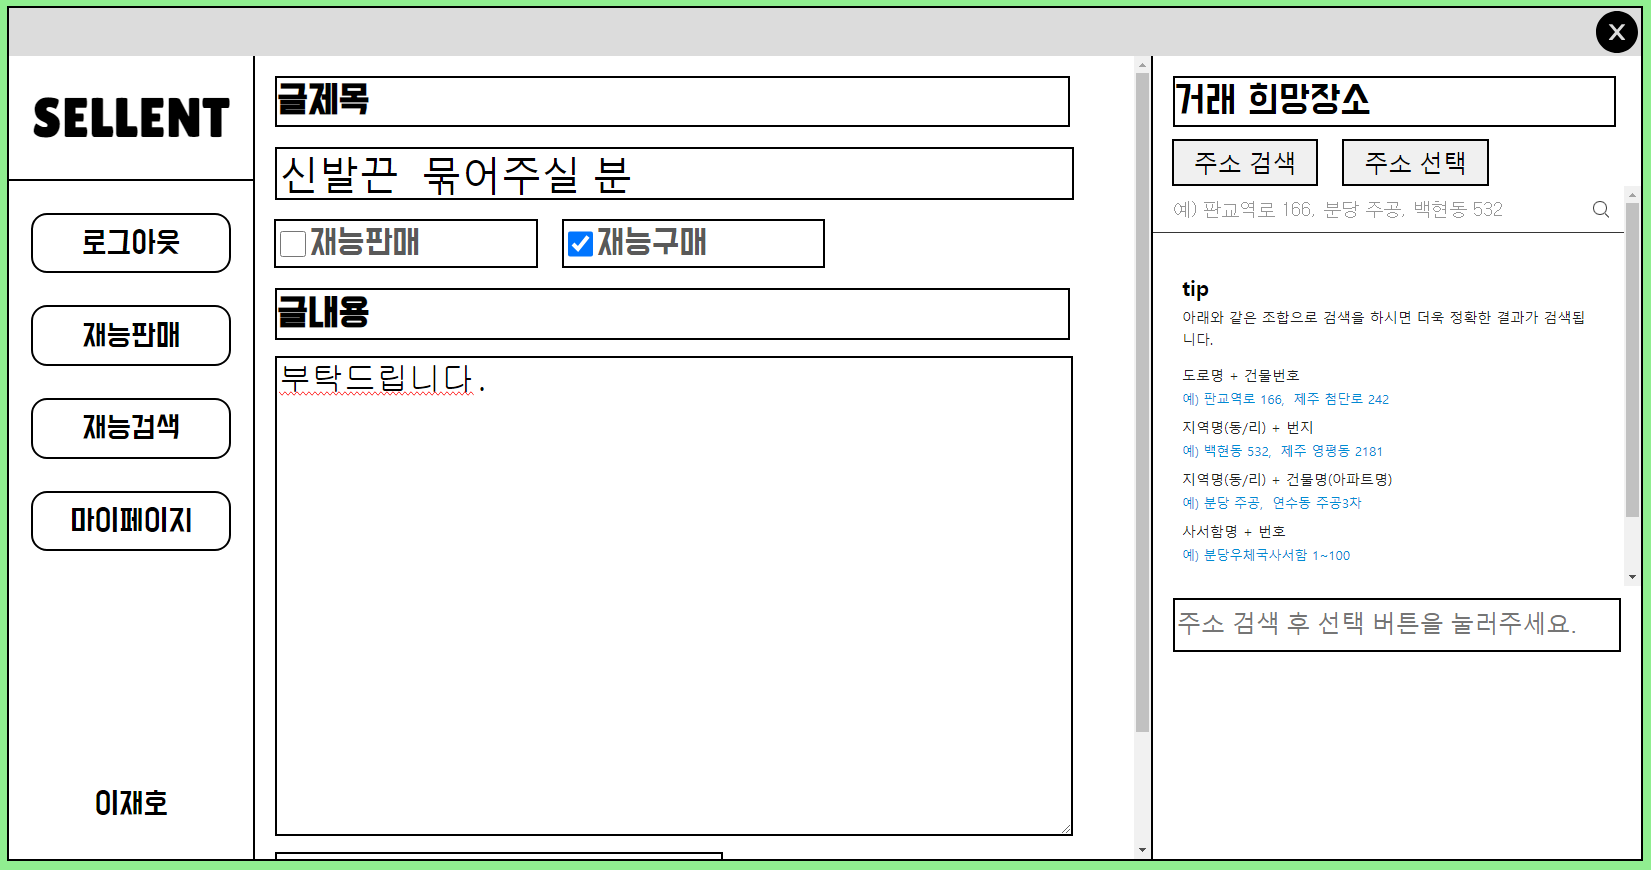 X
SELLENT
로그아웃
재능판매
재능검색
마이페이지
이재호
글제목
신발끈 묶어주실 분
재능판매
재능구매
글내용
부탁드립니다.
거래 희망장소
주소 검색
주소 선택
예) 판교역로 166, 분당 주공, 백현동 532
tip
아래와 같은 조합으로 검색을 하시면 더욱 정확한 결과가 검색됩
니다.
도로명 + 건물번호
예) 판교역로 166, 제주 첨단로 242
지역명(동/리) + 번지
예) 백현동 532, 제주 영평동 2181
지역명(동/리) + 건물명(아파트명)
예) 분당 주공, 연수동 주공3차
사서함명 + 번호
예) 분당우체국사서함 1~100
주소 검색 후 선택 버튼을 눌러주세요.